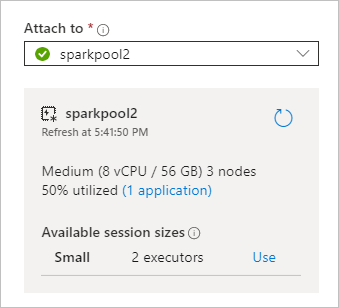 Attach to *
sparkpool2
sparkpool2
Refresh at 5:41:50 PM
Medium (8 vCPU / 56 GB) 3 nodes
50% utilized (1 application)
Available session sizes
Small 2 executors Use